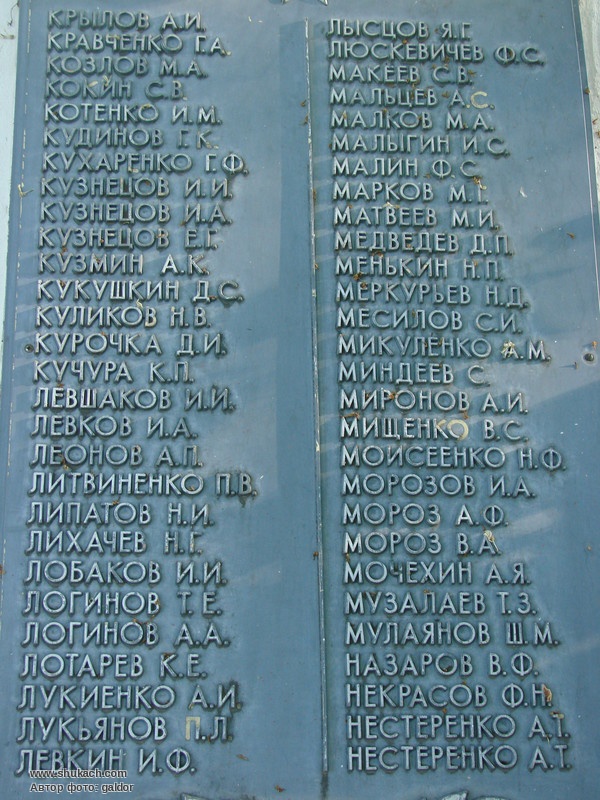 КРЫЛОВ А.И.
КРАВЧЕНКО Г.А.
КОЗЛОВ М.А.
КОКИН С.В.
КОТЕНКО И.М.
КУДИНОВ Г.К.
КУХАРЕНКО Г.Ф.
КУЗНЕЦОВ И.И.
КУЗНЕЦОВ И.А.
КУЗНЕЦОВ Е.Г.
КУЗМИН А.К.
КУКУШКИН Д.С.
КУЛИКОВ Н.В.
КУРОЧКА Д.И.
КУЧУРА К.П.
ЛЕВШАКОВ И.И.
ЛЕВКОВ И.А.
ЛЕОНОВ А.П.
ЛИТВИНЕНКО П.В.
ЛИПАТОВ Н.И.
ЛИХАЧЕВ Н.Г.
ЛОБАКОВ И.И.
ЛОГИНОВ Т.Е.
ЛОГИНОВ А.А.
ЛОТАРЕВ К.Е.
ЛУКИЕНКО А.И.
ЛУКЬЯНОВ П.Л.
ЛЕВКИН И.Ф.
ЛЫСЦОВ Я.Г.
ЛЮСКЕВИЧЕВ Ф.С.
МАКЕЕВ С.В.
МАЛЬЦЕВ А.С.
МАЛКОВ М.А.
МАЛЫГИН И.С.
МАЛИН Ф.С.
МАРКОВ М.Т.
МАТВЕЕВ М.И.
МЕДВЕДЕВ Д.П.
МЕНЬКИН Н.П.
МЕРКУРЬЕВ Н.Д.
МЕСИЛОВ С.И.
МИКУЛЕНКО А.М.
МИНДЕЕВ С.
МИРОНОВ А.И.
МИЩЕНКО В.С.
МОИСЕЕНКО Н.Ф.
МОРОЗОВ И.А.
МОРОЗ А.Ф.
МОРОЗ В.А.
МОЧЕХИН А.Я.
МУЗАЛАЕВ Т.З.
МУЛАЯНОВ Ш.М.
НАЗАРОВ В.Ф.
НЕКРАСОВ Ф.Н.
НЕСТЕРЕНКО А.Т.
НЕСТЕРЕНКО А.Т.
www.shukach.com
Автор фото: galdor